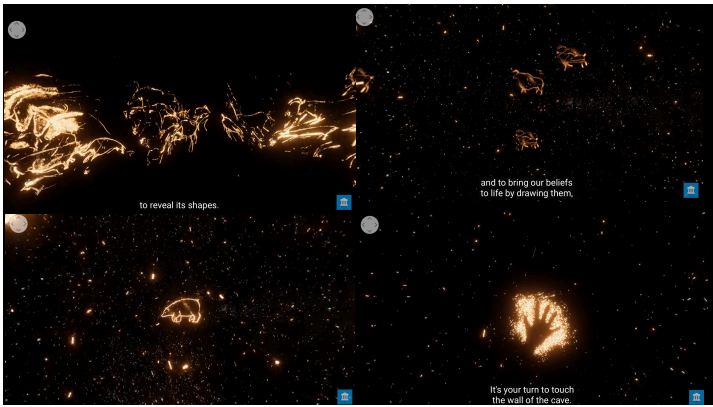 to reveal its shapes.
and to bring our beliefs
to life by drawing them,
It's your turn to touch
the wall of the cave.